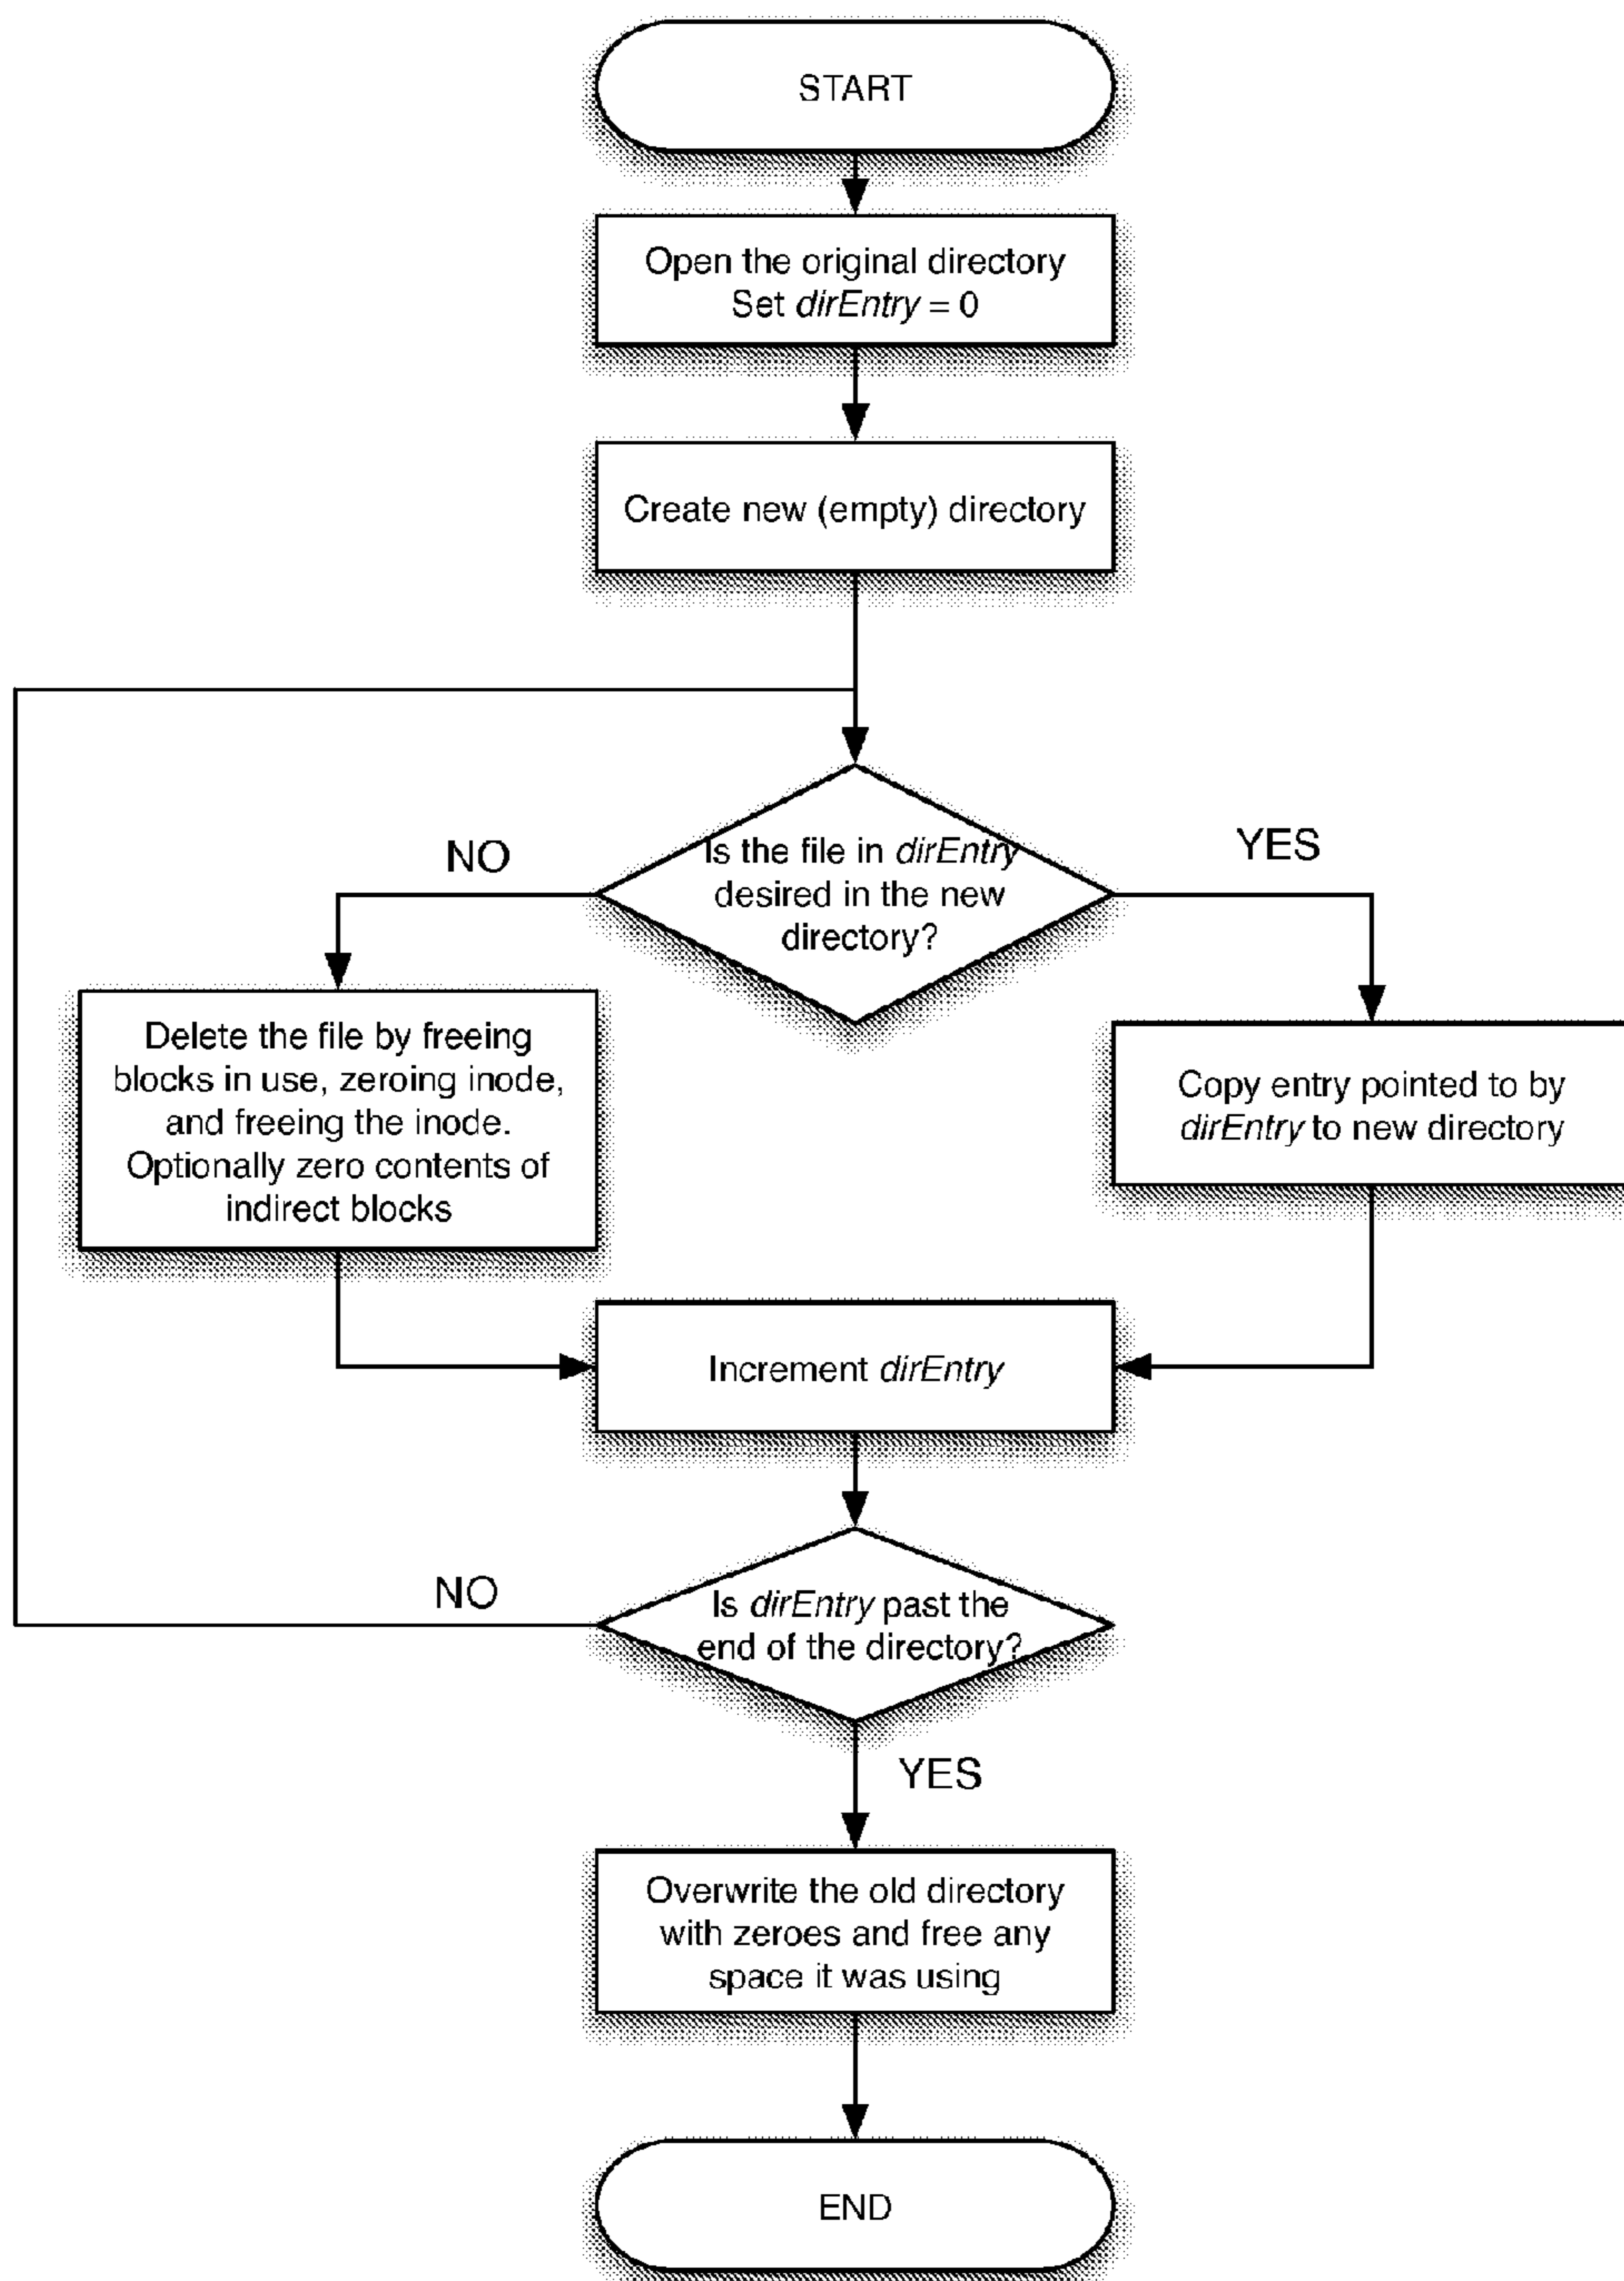 START
Open the original directory
Set dirEntry = 0
Create new (empty) directory
Is the file in dirEntry
desired in the new
directory?
NO
YES
Delete the file by freeing
blocks in use, zeroing inode,
and freeing the inode.
Optionally zero contents of
indirect blocks
Copy entry pointed to by
dirEntry to new directory
Increment dirEntry
Is dirEntry past the
end of the directory?
NO
YES
Overwrite the old directory
with zeroes and free any
space it was using
END